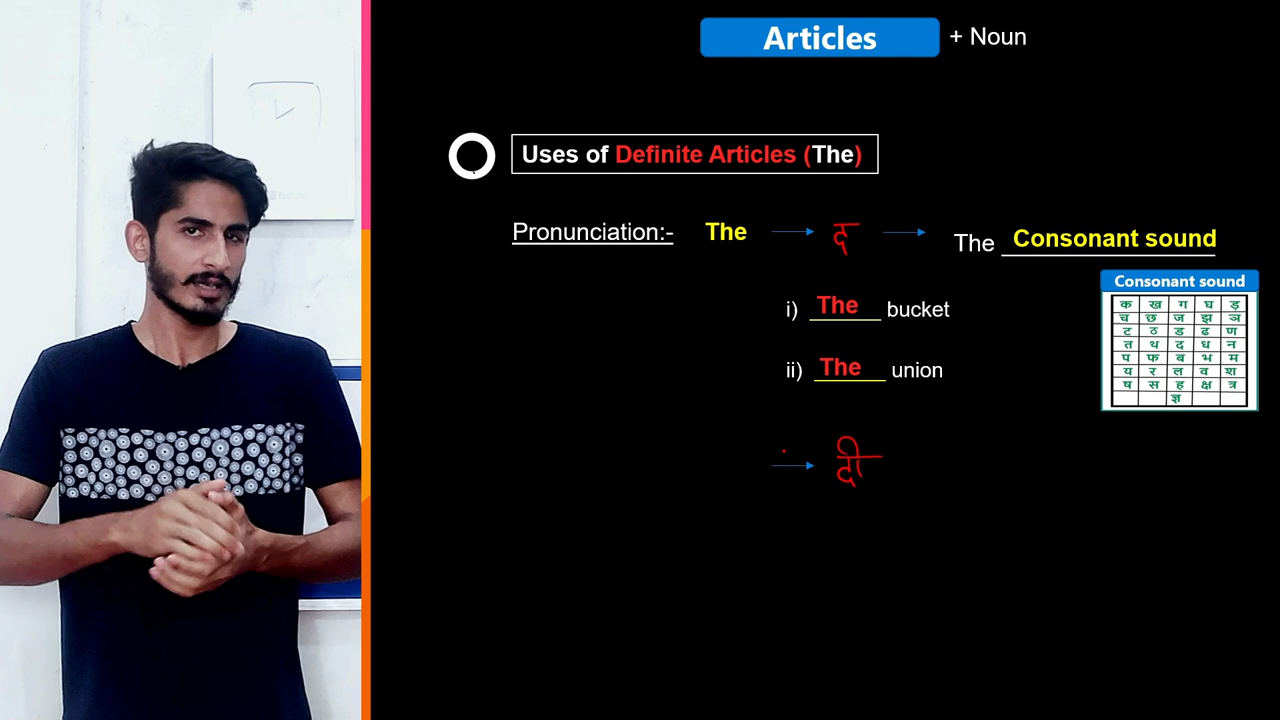 Articles + Noun
Uses of Definite Articles (The)
Pronunciation:- The द The Consonant sound
i) The bucket
ii) The union
दी
Consonant sound
क ख ग घ ड़
च छ ज झ ञ
ट ठ ड ढ ण
त थ द ध न
प फ ब भ म
य र ल व श
ष स ह क्ष त्र
ज्ञ